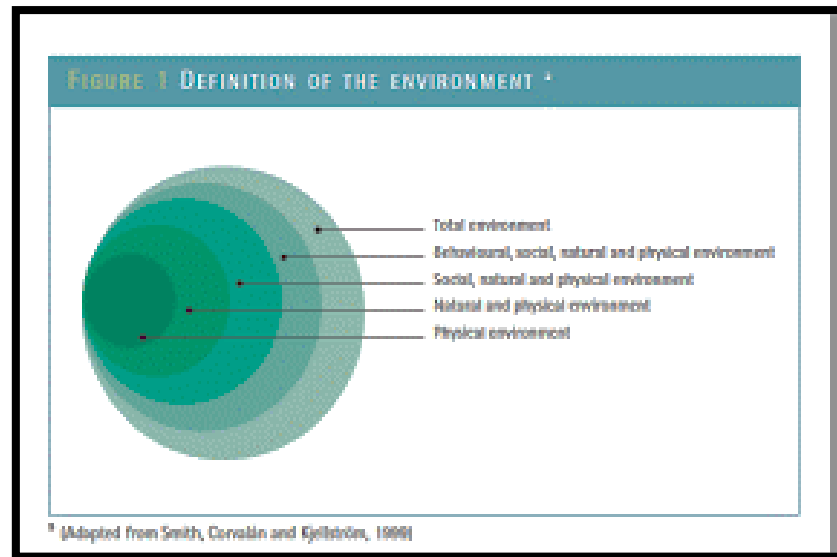 FIGURE 1 DEFINITION OF THE ENVIRONMENT a
Total environment
Behavioural, social, natural and physical environment
Social, natural and physical environment
Natural and physical environment
Physical environment
a (Adapted from Smith, Corvalán and Kjellström, 1999)